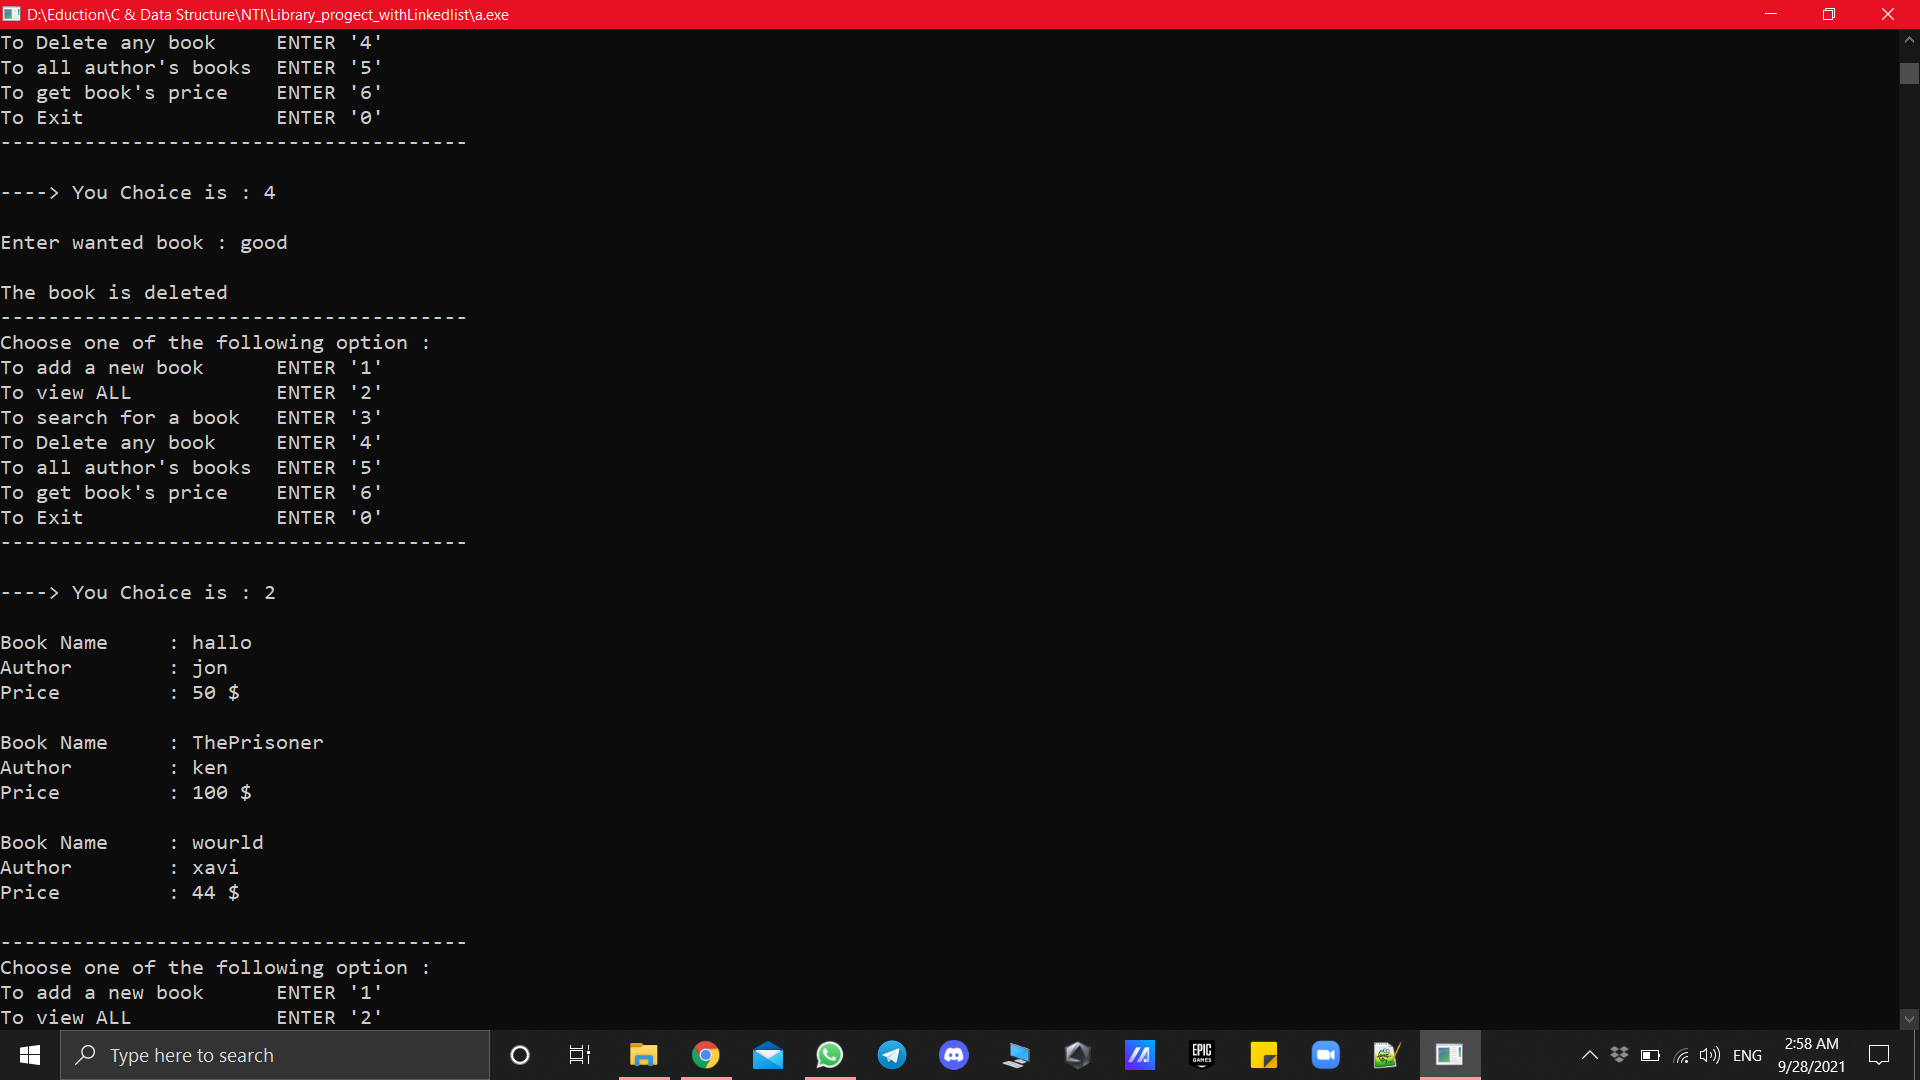 D:\Eduction\C & Data Structure\NTI\Library_progect_withLinkedlist\a.exe
To Delete any book     ENTER '4'
To all author's books  ENTER '5'
To get book's price    ENTER '6'
To Exit                ENTER '0'
---------------------------------------
----> You Choice is : 4
Enter wanted book : good
The book is deleted
---------------------------------------
Choose one of the following option :
To add a new book      ENTER '1'
To view ALL            ENTER '2'
To search for a book   ENTER '3'
To Delete any book     ENTER '4'
To all author's books  ENTER '5'
To get book's price    ENTER '6'
To Exit                ENTER '0'
---------------------------------------
----> You Choice is : 2
Book Name     : hallo
Author        : jon
Price         : 50 $
Book Name     : ThePrisoner
Author        : ken
Price         : 100 $
Book Name     : wourld
Author        : xavi
Price         : 44 $
---------------------------------------
Choose one of the following option :
To add a new book      ENTER '1'
To view ALL            ENTER '2'
Type here to search
EPIC
GAMES
ENG
2:58 AM
9/28/2021